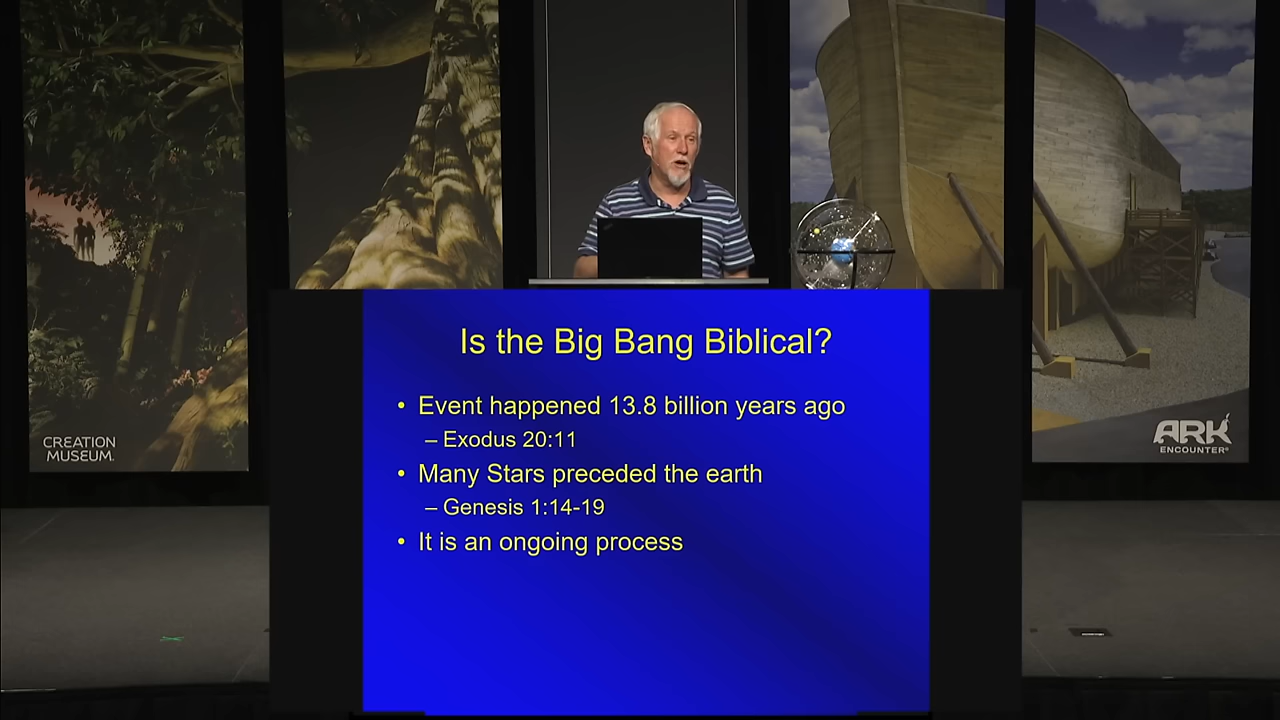 Is the Big Bang Biblical?
• Event happened 13.8 billion years ago
– Exodus 20:11
• Many Stars preceded the earth
– Genesis 1:14-19
• It is an ongoing process
CREATION
MUSEUM.
ARK
ENCOUNTER®